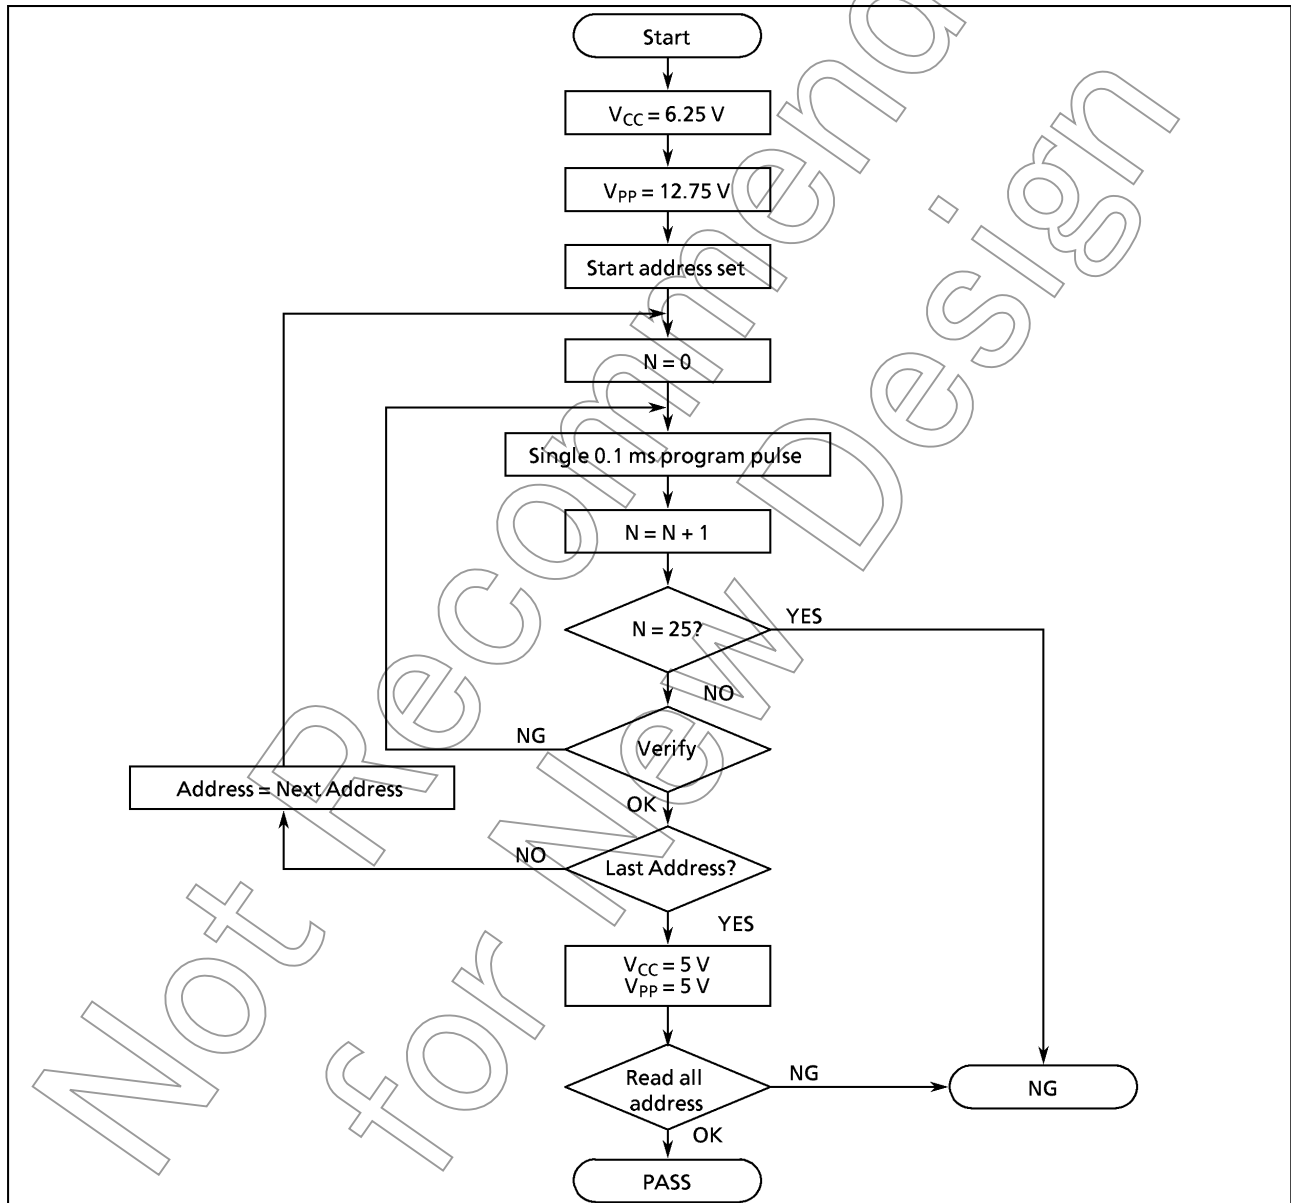 Start
VCC = 6.25 V
VPP = 12.75 V
Start address set
N = 0
Single 0.1 ms program pulse
N = N + 1
N = 25?
YES
NO
Verify
NG
OK
Address = Next Address
Last Address?
NO
YES
VCC = 5 V
VPP = 5 V
Read all
address
NG
NG
OK
PASS
Not Recommend
for New Design